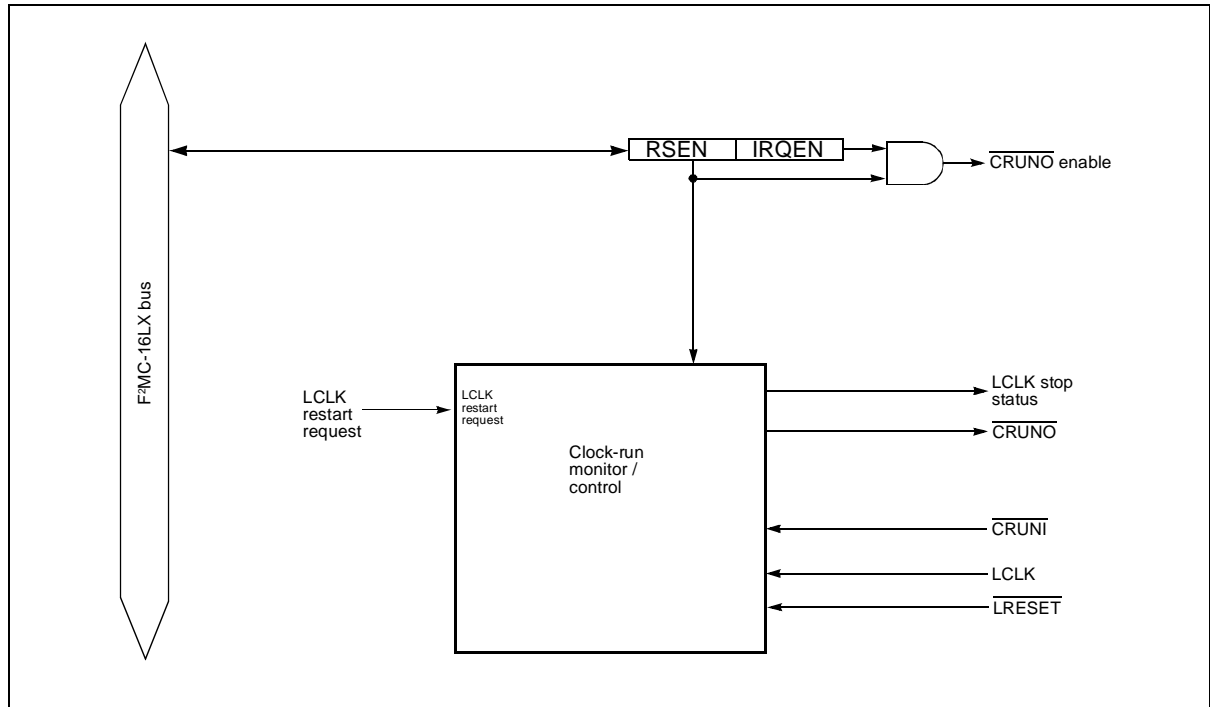 RSEN IRQEN
CRUNO enable
F²MC-16LX bus
LCLK
restart
request
LCLK
restart
request
Clock-run
monitor /
control
LCLK stop
status
CRUNO
CRUNI
LCLK
LRESET